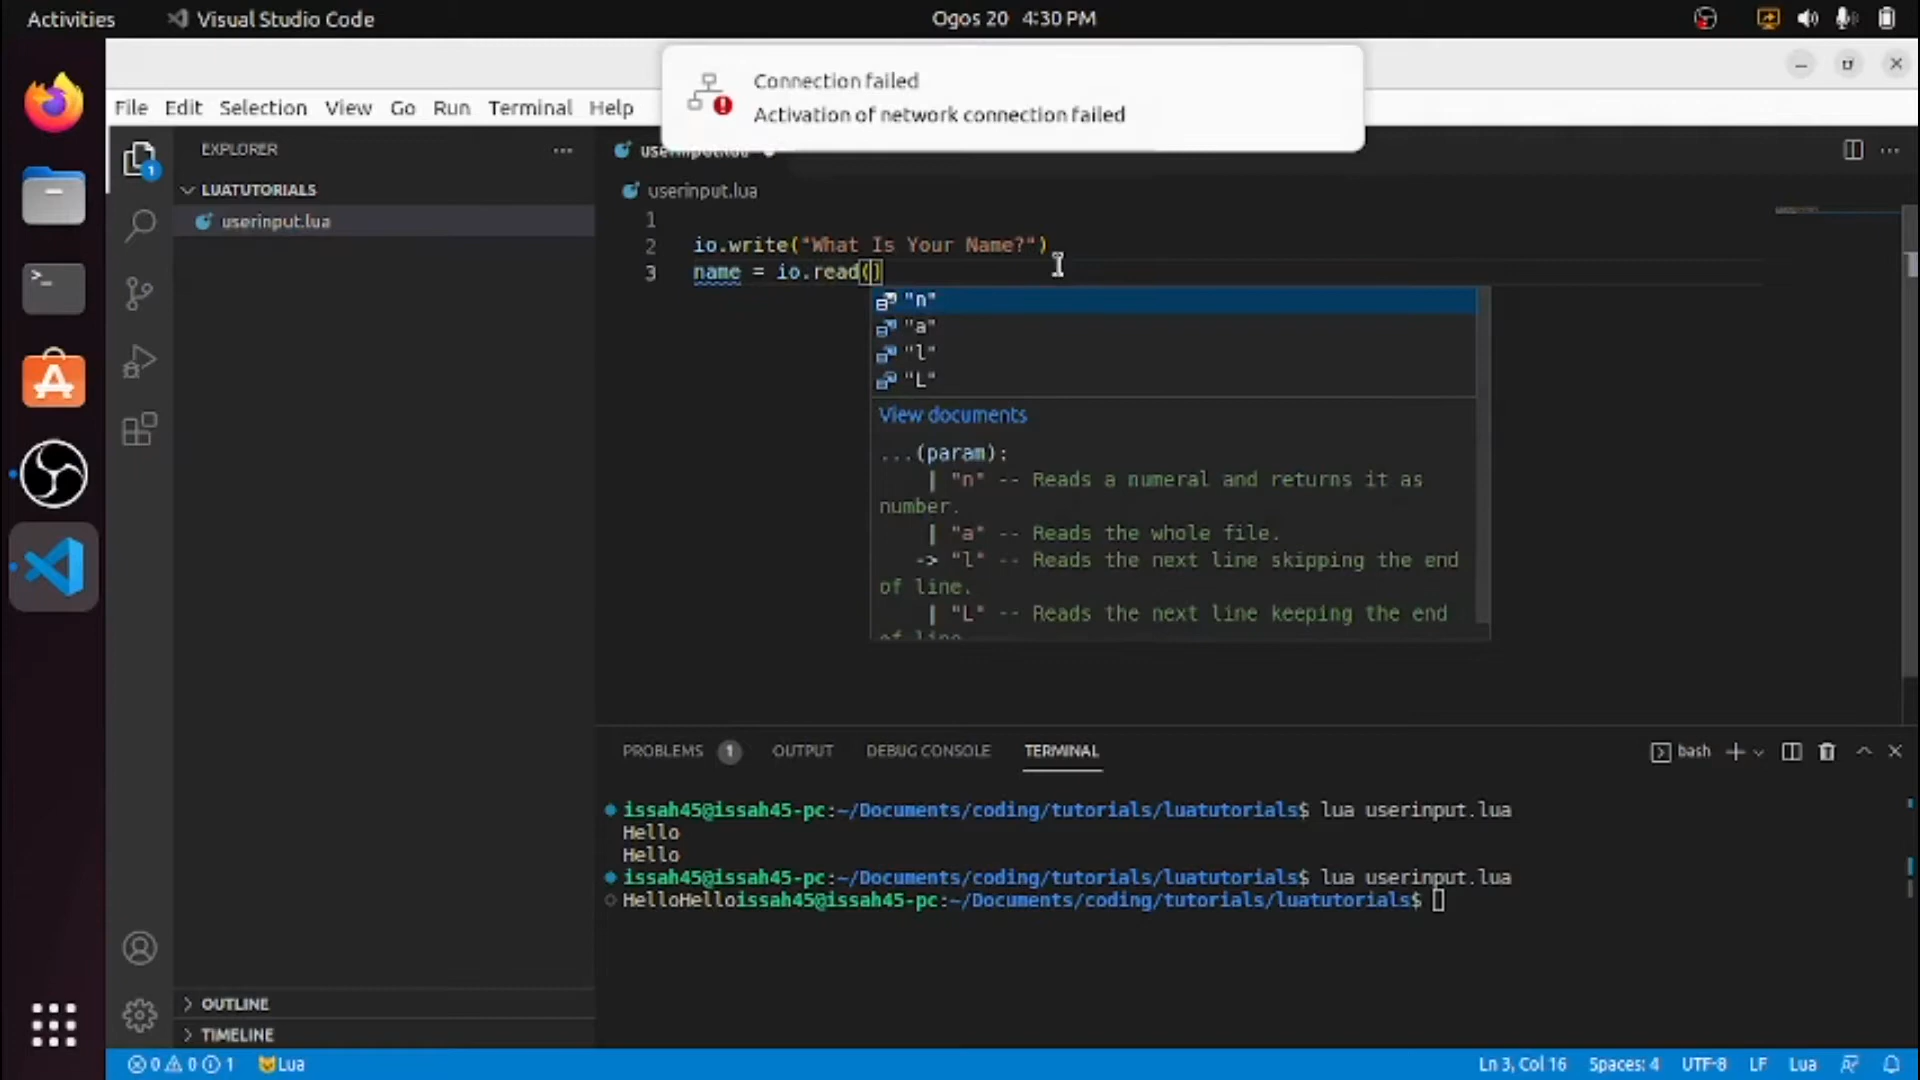 Activities
Visual Studio Code
Ogos 20 4:30 PM
Connection failed
Activation of network connection failed
File Edit Selection View Go Run Terminal Help
EXPLORER
LUATUTORIALS
userinput.lua
userinput.lua
1
2 io.write("What Is Your Name?")
3 name = io.read()
"n"
"a"
"l"
"L"
View documents
...(param):
| "n" -- Reads a numeral and returns it as
number.
| "a" -- Reads the whole file.
-> "l" -- Reads the next line skipping the end
of line.
| "L" -- Reads the next line keeping the end
of line
PROBLEMS 1 OUTPUT DEBUG CONSOLE TERMINAL
bash
issah45@issah45-pc:~/Documents/coding/tutorials/luatutorials$ lua userinput.lua
Hello
Hello
issah45@issah45-pc:~/Documents/coding/tutorials/luatutorials$ lua userinput.lua
HelloHelloissah45@issah45-pc:~/Documents/coding/tutorials/luatutorials$
OUTLINE
TIMELINE
0 0 1 Lua
Ln 3, Col 16 Spaces: 4 UTF-8 LF Lua